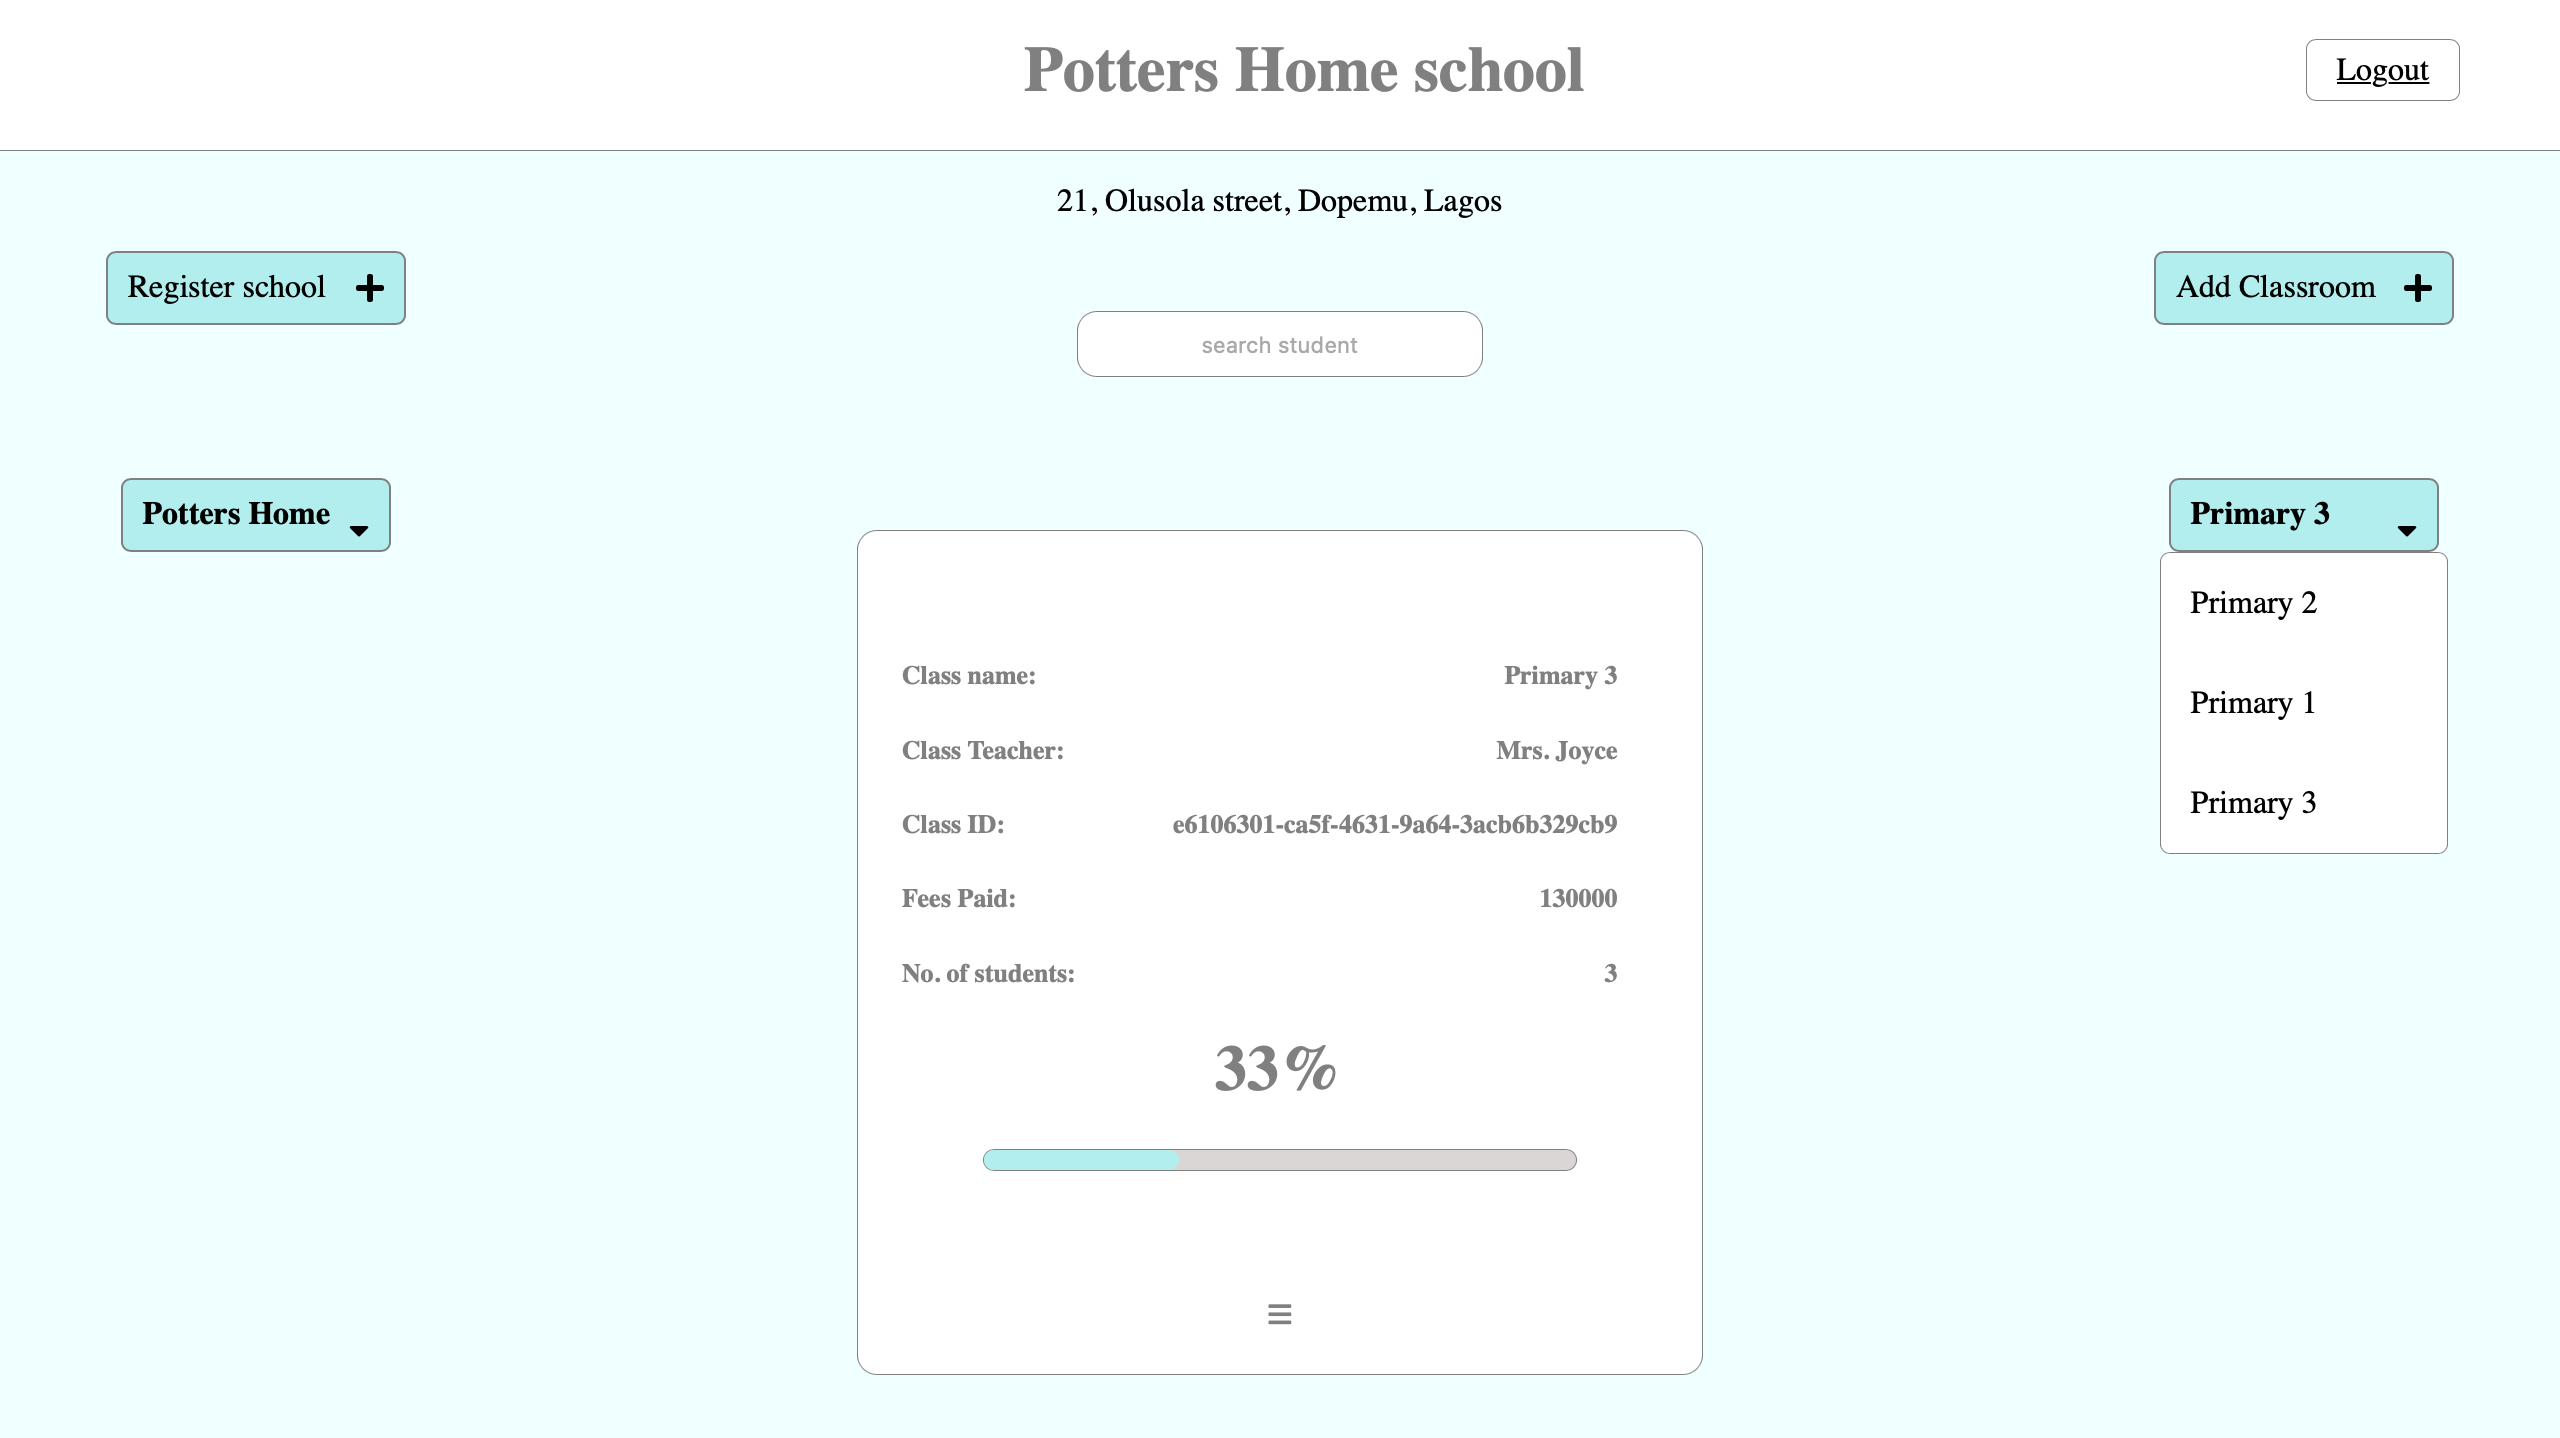 Potters Home school
Logout
21, Olusola street, Dopemu, Lagos
Register school
Add Classroom
search student
Potters Home
Primary 3
Primary 2
Primary 1
Primary 3
Class name: Primary 3
Class Teacher: Mrs. Joyce
Class ID: e6106301-ca5f-4631-9a64-3acb6b329cb9
Fees Paid: 130000
No. of students: 3
33%